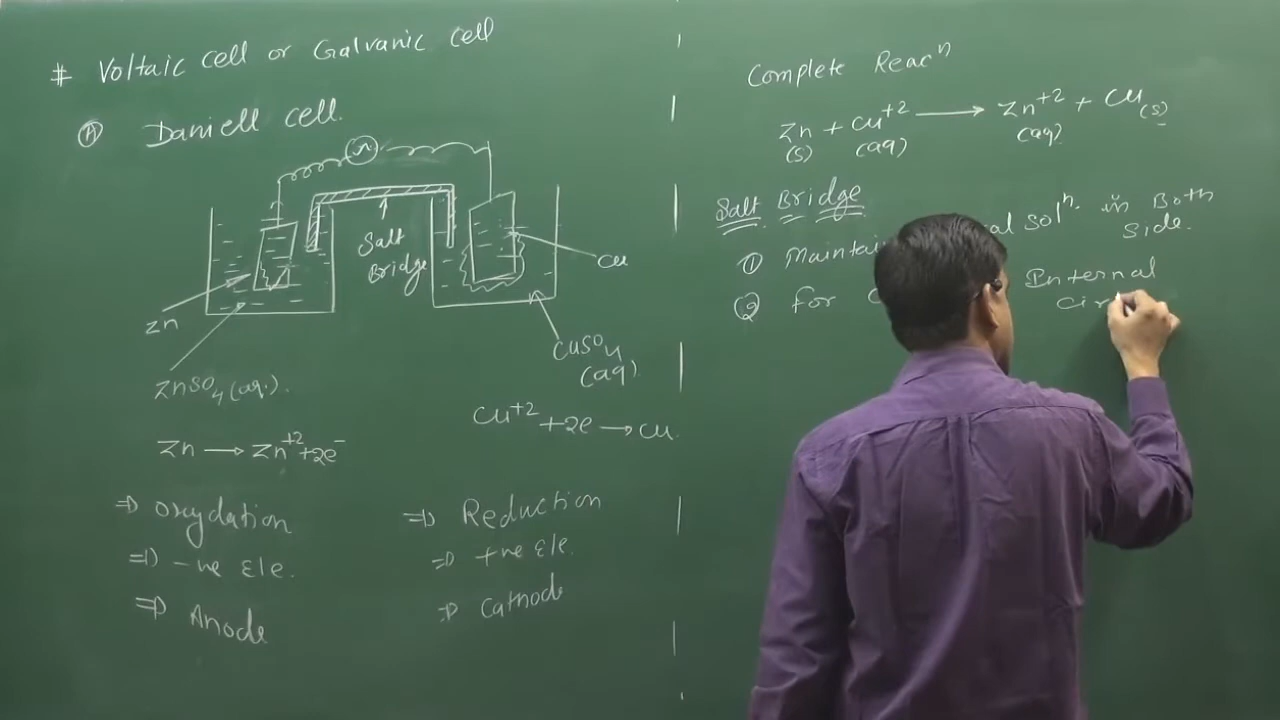 # Voltaic cell or Galvanic cell
Ⓐ Daniell cell.
Salt
Bridge
Zn
Cu
ZnSO4 (aq.).
CuSO4
(aq)
Zn → Zn+2 + 2e-
Cu+2 + 2e → Cu
⇒ Oxydation
⇒ -ve Ele.
⇒ Anode
⇒ Reduction
⇒ +ve Ele.
⇒ Cathode
Complete Reacn
Zn + Cu+2 → Zn+2 + Cu(s)
(s) (aq) (aq)
Salt Bridge
① soln. in Both
Side.
② for Internal
Cir